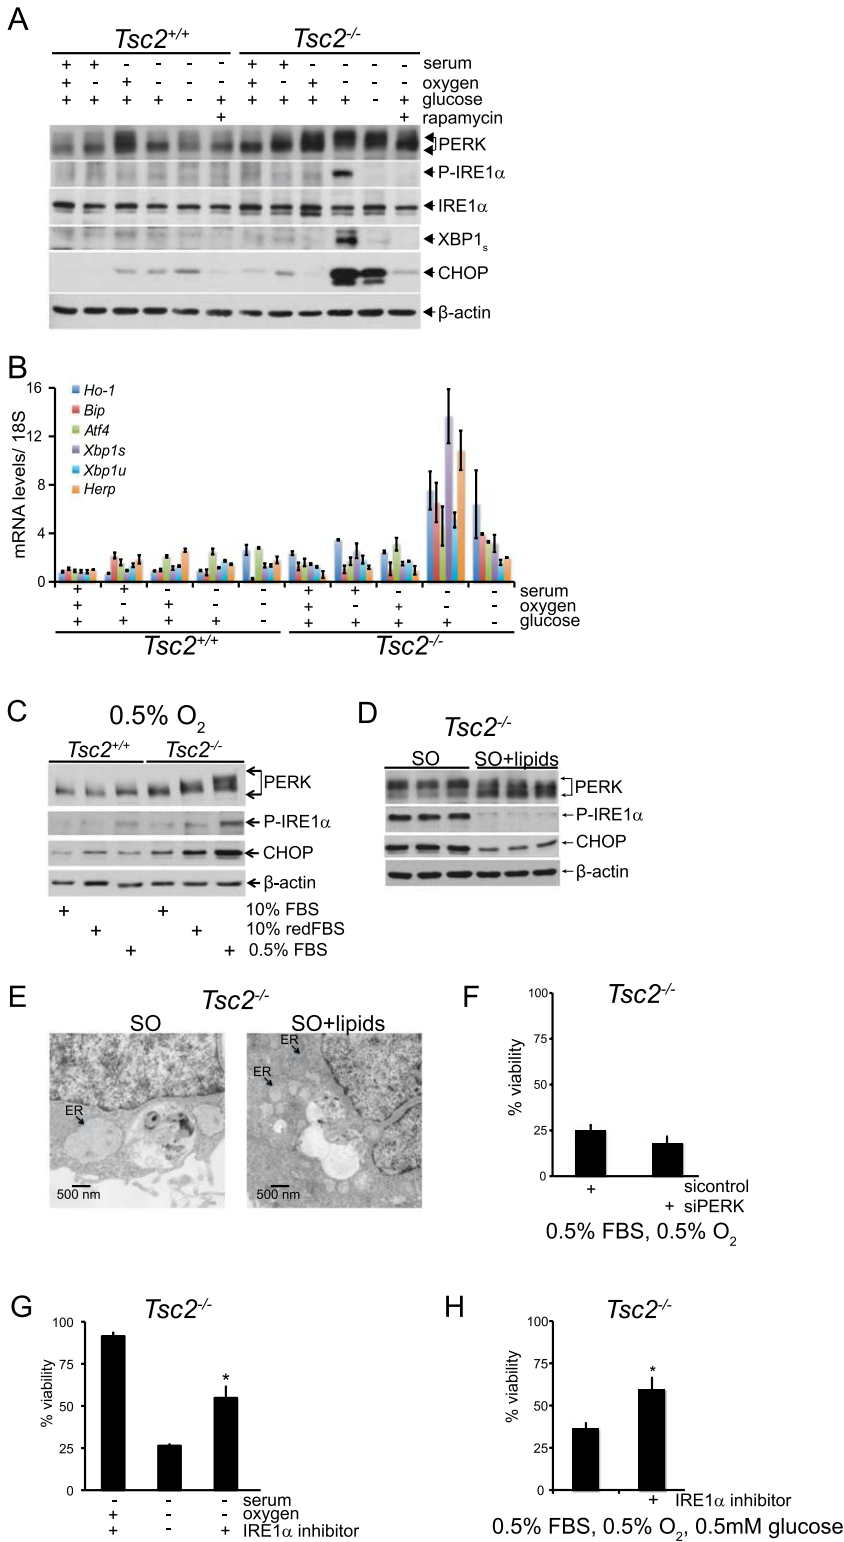 A
Tsc2+/+ Tsc2-/-
+ + - - - - + + - - - - serum
+ - + - - - + - + - - - oxygen
+ + + + - + + + + + - + glucose
+ + rapamycin
PERK
P-IRE1α
IRE1α
XBP1s
CHOP
β-actin
B
mRNA levels/ 18S
16
12
8
4
0
Ho-1
Bip
Atf4
Xbp1s
Xbp1u
Herp
+ + - - - + + - - - serum
+ - + - - + - + - - oxygen
+ + + + - + + + + - glucose
Tsc2+/+ Tsc2-/-
C
0.5% O2
Tsc2+/+ Tsc2-/-
PERK
P-IRE1α
CHOP
β-actin
+ + 10% FBS
+ + 10% redFBS
+ + 0.5% FBS
D
Tsc2-/-
SO SO+lipids
PERK
P-IRE1α
CHOP
β-actin
E
Tsc2-/-
SO SO+lipids
ER
500 nm
ER
ER
500 nm
F
Tsc2-/-
% viability
100
75
50
25
0
+ sicontrol
+ siPERK
0.5% FBS, 0.5% O2
G
Tsc2-/-
% viability
100
75
50
25
0
*
- - - serum
+ - - oxygen
+ - + IRE1α inhibitor
H
Tsc2-/-
% viability
100
75
50
25
0
*
+ IRE1α inhibitor
0.5% FBS, 0.5% O2, 0.5mM glucose